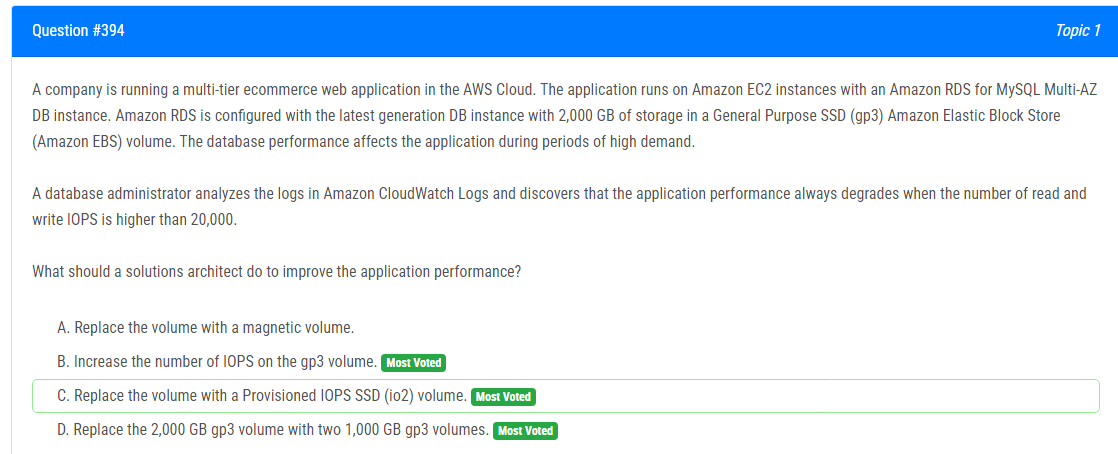 Question #394
Topic 1
A company is running a multi-tier ecommerce web application in the AWS Cloud. The application runs on Amazon EC2 instances with an Amazon RDS for MySQL Multi-AZ
DB instance. Amazon RDS is configured with the latest generation DB instance with 2,000 GB of storage in a General Purpose SSD (gp3) Amazon Elastic Block Store
(Amazon EBS) volume. The database performance affects the application during periods of high demand.
A database administrator analyzes the logs in Amazon CloudWatch Logs and discovers that the application performance always degrades when the number of read and
write IOPS is higher than 20,000.
What should a solutions architect do to improve the application performance?
A. Replace the volume with a magnetic volume.
B. Increase the number of IOPS on the gp3 volume. Most Voted
C. Replace the volume with a Provisioned IOPS SSD (io2) volume. Most Voted
D. Replace the 2,000 GB gp3 volume with two 1,000 GB gp3 volumes. Most Voted